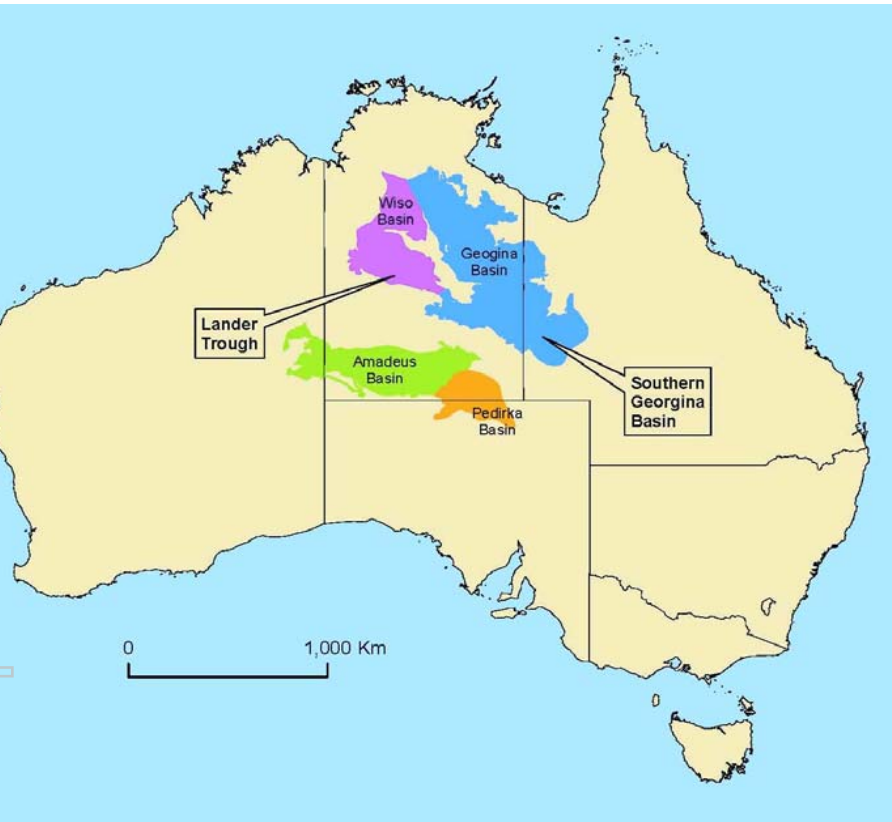 Wiso
Basin
Geogina
Basin
Lander
Trough
Amadeus
Basin
Southern
Georgina
Basin
Pedirka
Basin
0
1,000 Km